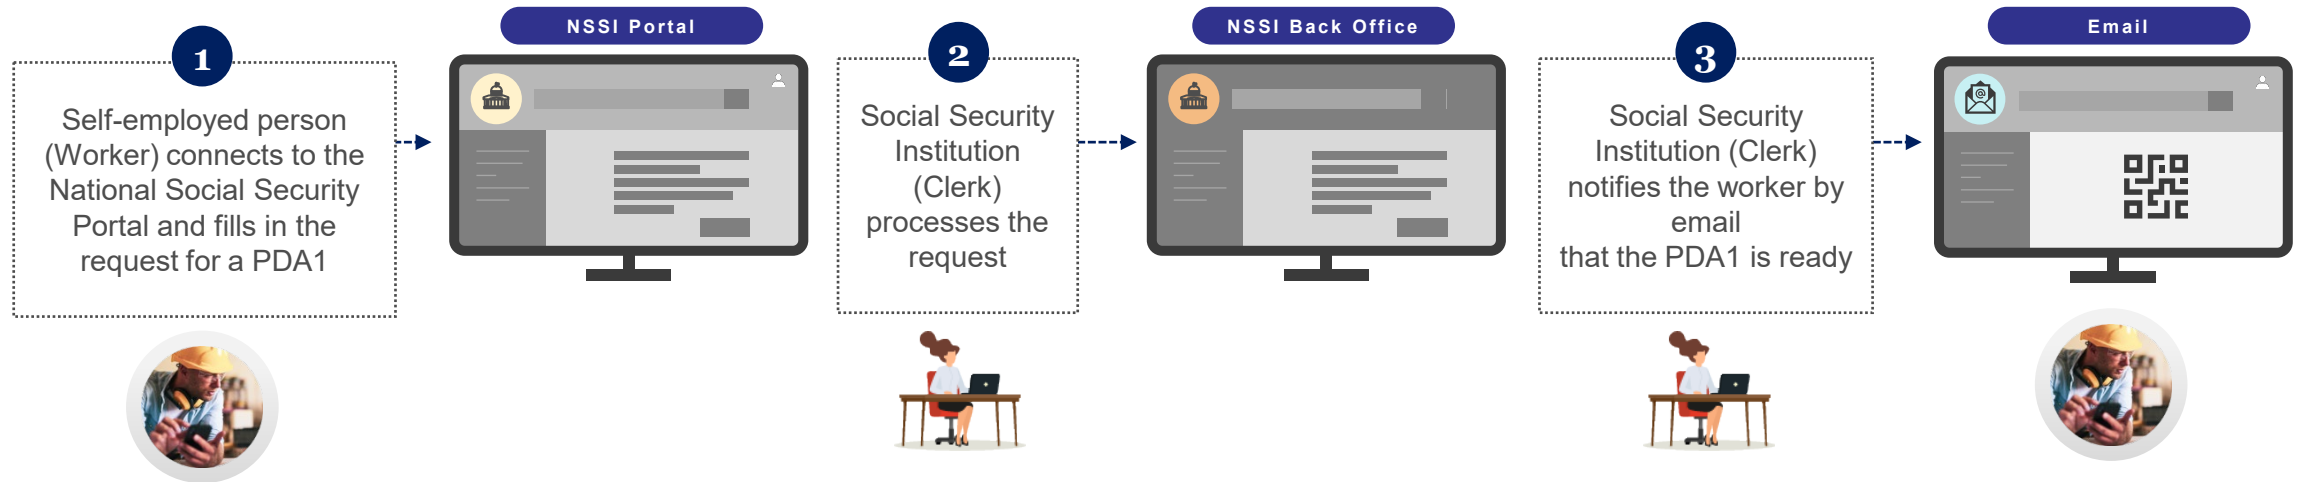 NSSI Portal
NSSI Back Office
Email
1
Self-employed person
(Worker) connects to the
National Social Security
Portal and fills in the
request for a PDA1
2
Social Security
Institution
(Clerk)
processes the
request
3
Social Security
Institution (Clerk)
notifies the worker by
email
that the PDA1 is ready
@